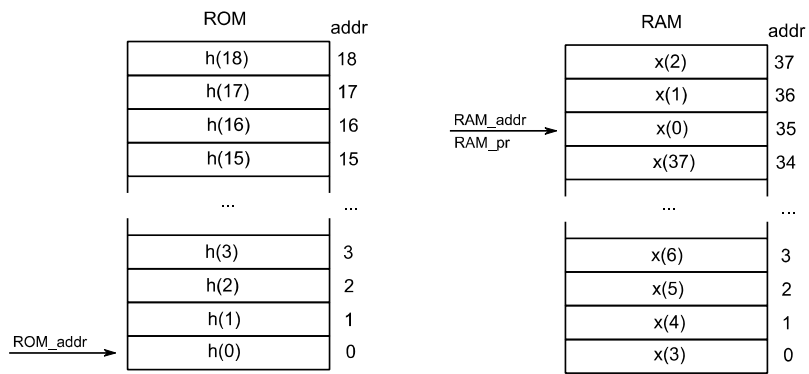 ROM
addr
h(18) 18
h(17) 17
h(16) 16
h(15) 15
... ...
h(3) 3
h(2) 2
h(1) 1
ROM_addr h(0) 0
RAM
addr
x(2) 37
x(1) 36
RAM_addr
RAM_pr
x(0) 35
x(37) 34
... ...
x(6) 3
x(5) 2
x(4) 1
x(3) 0